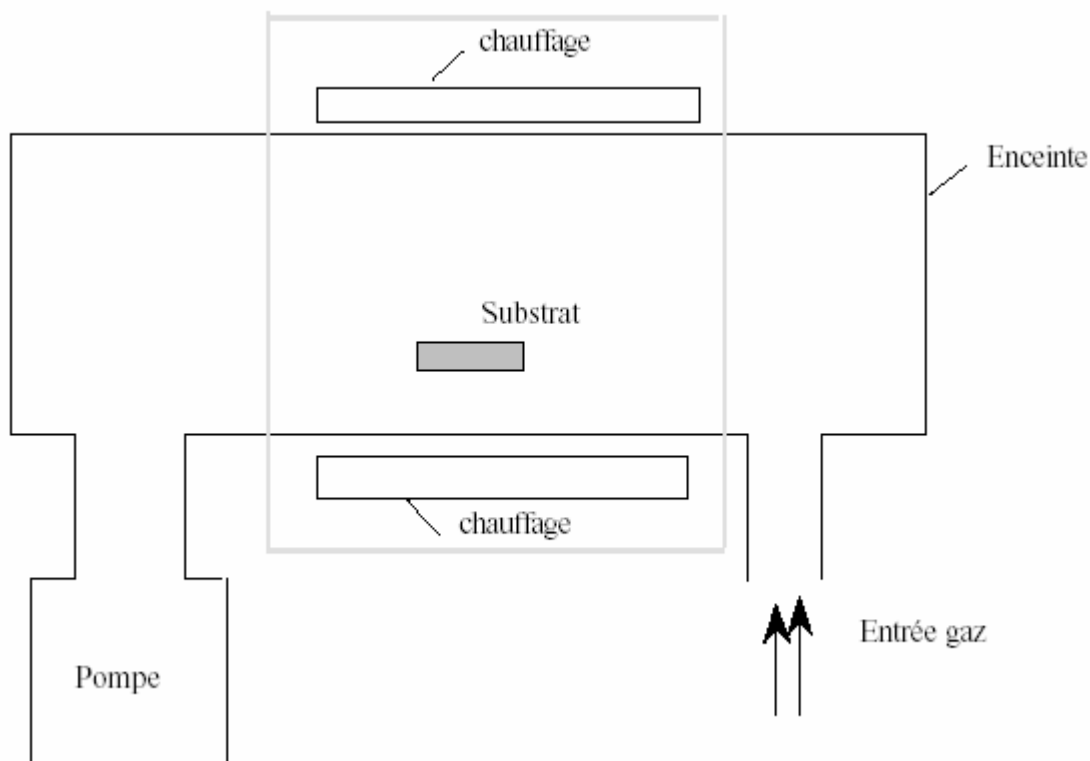 chauffage
Enceinte
Substrat
chauffage
Entrée gaz
Pompe